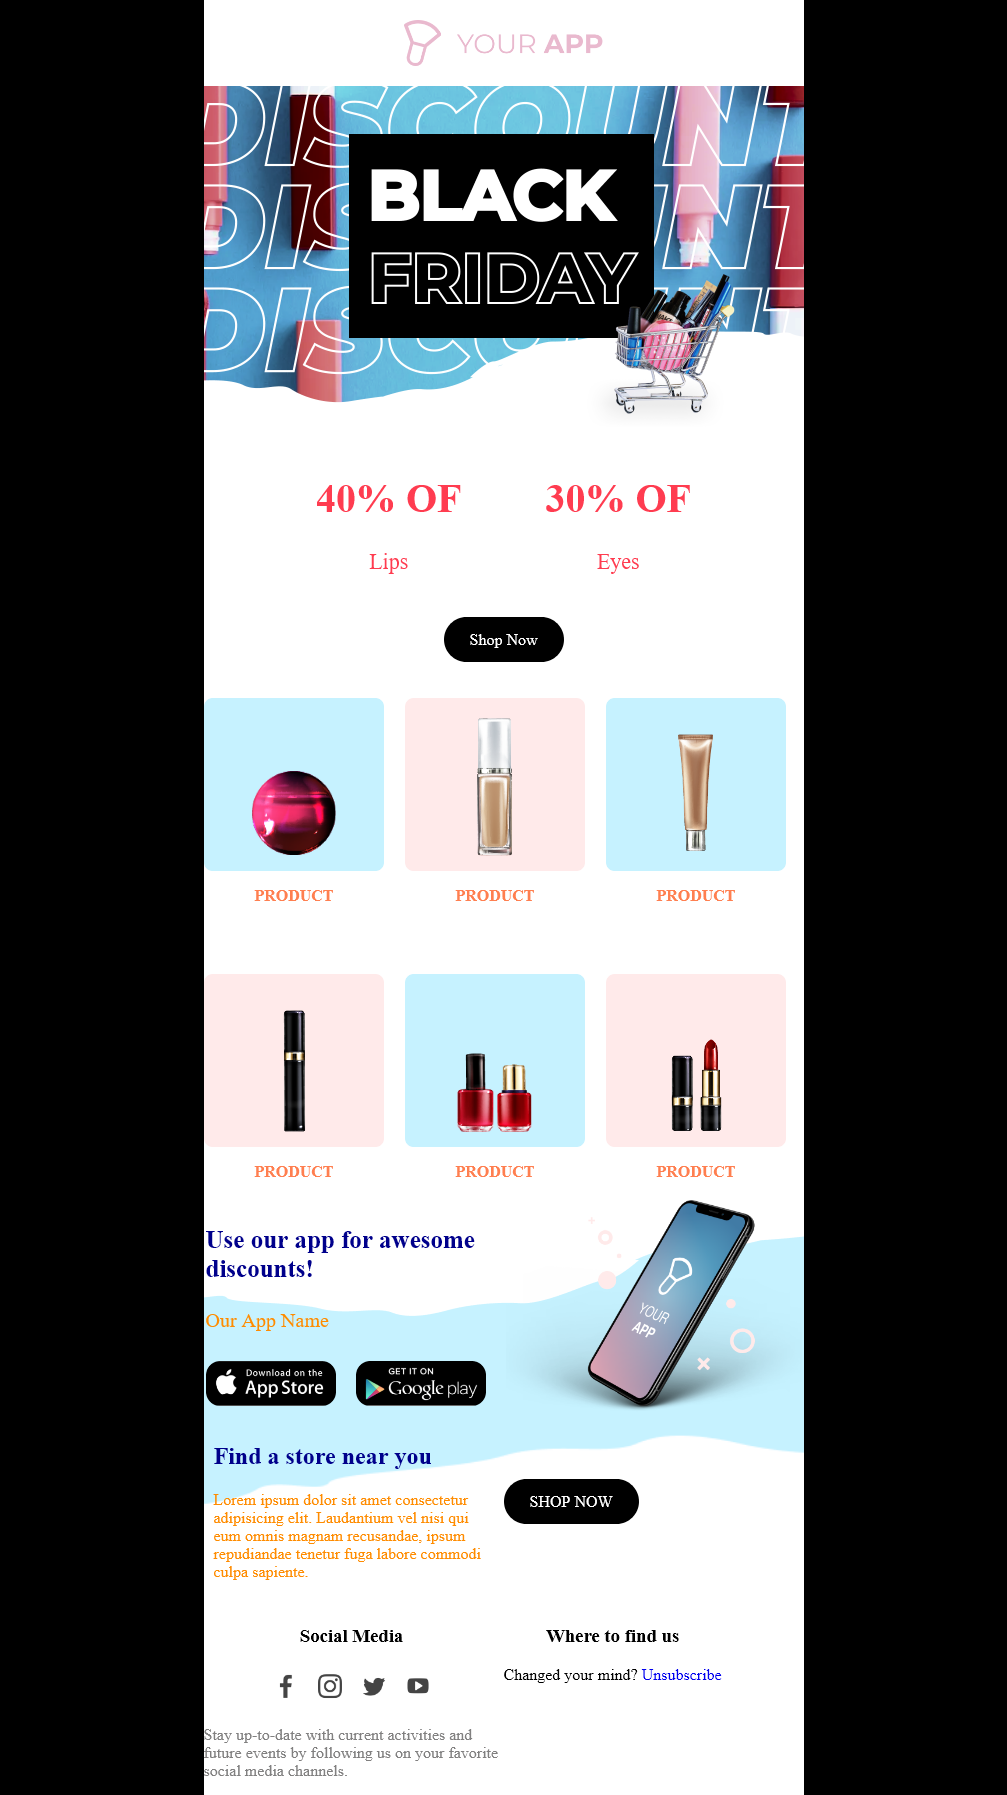 YOUR APP
DISCOUNT
DISCOUNT
DISCOUNT
BLACK
FRIDAY
40% OF
30% OF
Lips
Eyes
Shop Now
PRODUCT
PRODUCT
PRODUCT
PRODUCT
PRODUCT
PRODUCT
Use our app for awesome
discounts!
Our App Name
Download on the
App Store
GET IT ON
Google play
YOUR
APP
Find a store near you
Lorem ipsum dolor sit amet consectetur
adipisicing elit. Laudantium vel nisi qui
eum omnis magnam recusandae, ipsum
repudiandae tenetur fuga labore commodi
culpa sapiente.
SHOP NOW
Social Media
Where to find us
Changed your mind? Unsubscribe
Stay up-to-date with current activities and
future events by following us on your favorite
social media channels.